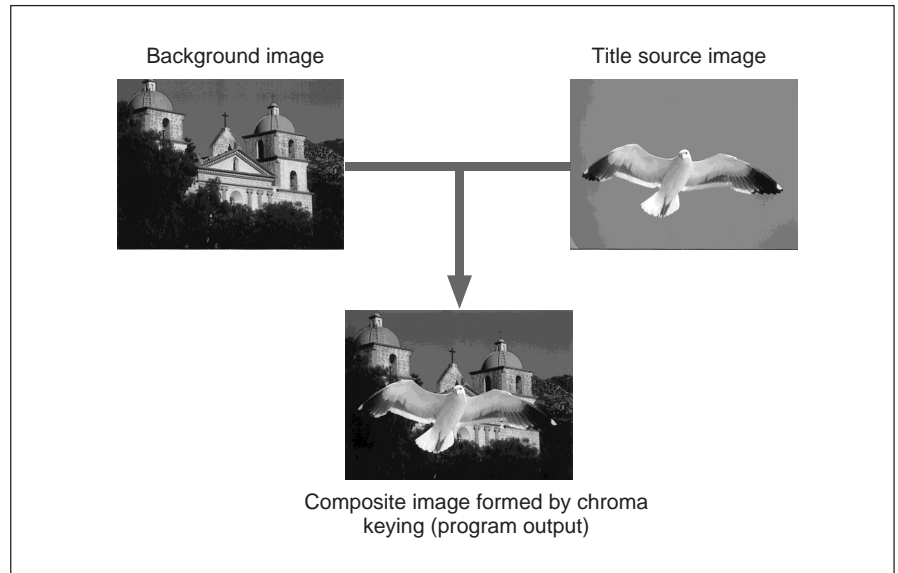 Background image
Title source image
Composite image formed by chroma
keying (program output)